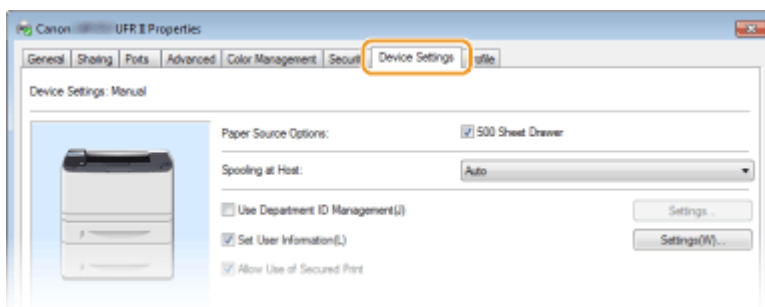 Canon UFR II Properties
General Sharing Ports Advanced Color Management Device Settings
Device Settings: Manual
Paper Source Options: 500 Sheet Drawer
Spooling at Host: Auto
Use Department ID Management(J) Settings...
Set User Information(L) Settings(W)...
Allow Use of Secured Print